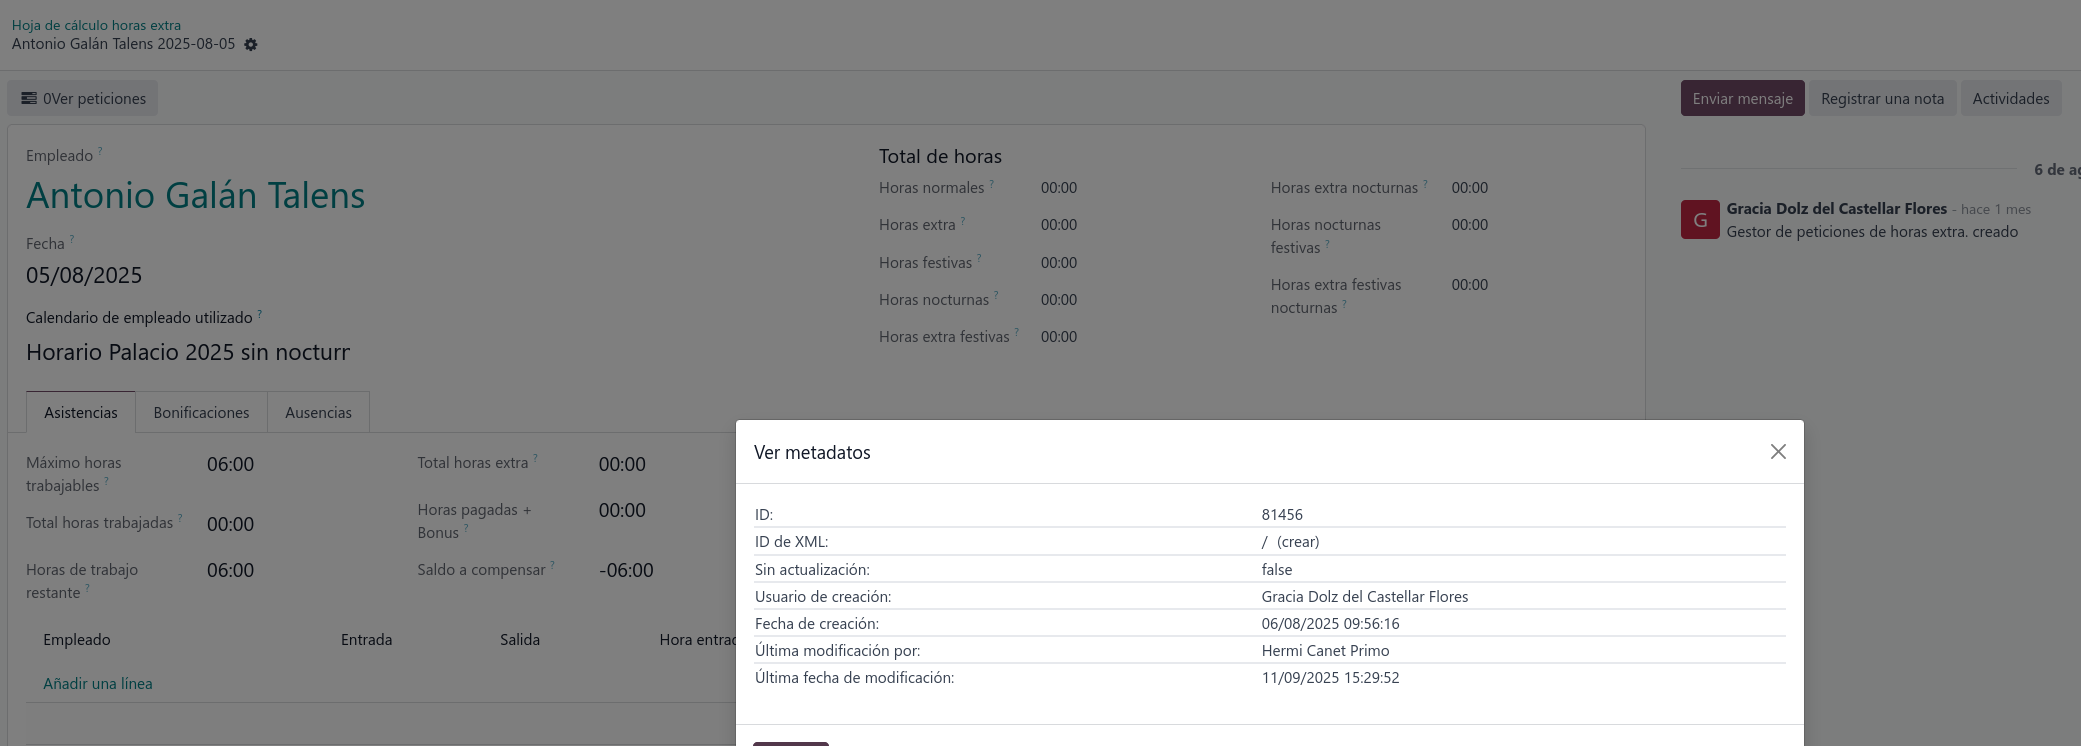 Hoja de cálculo horas extra
Antonio Galán Talens 2025-08-05
0Ver peticiones
Enviar mensaje
Registrar una nota
Actividades
Empleado ?
Antonio Galán Talens
Fecha ?
05/08/2025
Calendario de empleado utilizado ?
Horario Palacio 2025 sin nocturr
Total de horas
Horas normales ? 00:00
Horas extra ? 00:00
Horas festivas ? 00:00
Horas nocturnas ? 00:00
Horas extra festivas ? 00:00
Horas extra nocturnas ? 00:00
Horas nocturnas 00:00
festivas ?
Horas extra festivas 00:00
nocturnas ?
6 de ag
G
Gracia Dolz del Castellar Flores - hace 1 mes
Gestor de peticiones de horas extra. creado
Asistencias
Bonificaciones
Ausencias
Máximo horas 06:00
trabajables ?
Total horas trabajadas ? 00:00
Horas de trabajo 06:00
restante ?
Total horas extra ? 00:00
Horas pagadas + 00:00
Bonus ?
Saldo a compensar ? -06:00
Empleado Entrada Salida Hora entrad
Añadir una línea
Ver metadatos
ID: 81456
ID de XML: / (crear)
Sin actualización: false
Usuario de creación: Gracia Dolz del Castellar Flores
Fecha de creación: 06/08/2025 09:56:16
Última modificación por: Hermi Canet Primo
Última fecha de modificación: 11/09/2025 15:29:52